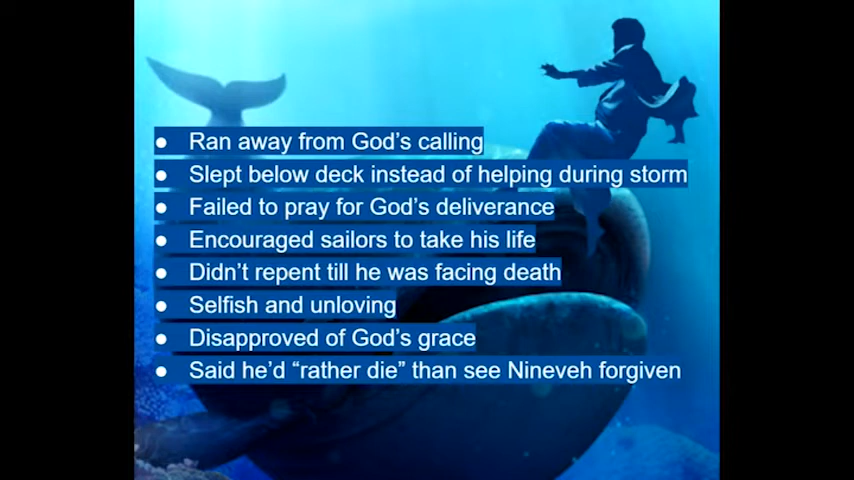 ● Ran away from God’s calling
● Slept below deck instead of helping during storm
● Failed to pray for God’s deliverance
● Encouraged sailors to take his life
● Didn’t repent till he was facing death
● Selfish and unloving
● Disapproved of God’s grace
● Said he’d “rather die” than see Nineveh forgiven